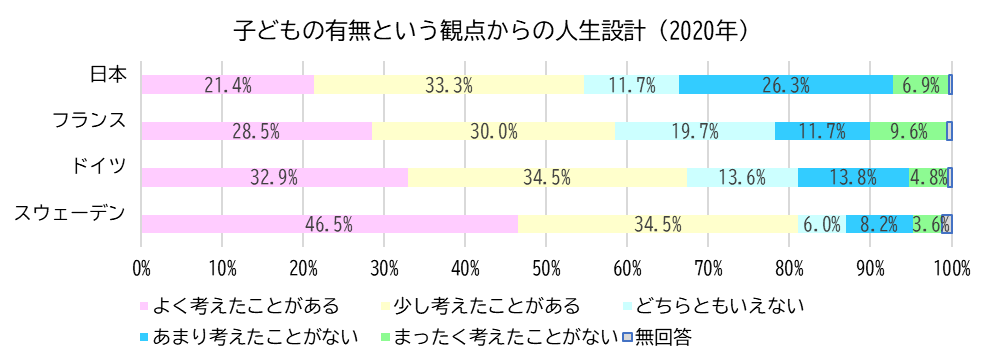 子どもの有無という観点からの人生設計（2020年）
日本 21.4% 33.3% 11.7% 26.3% 6.9%
フランス 28.5% 30.0% 19.7% 11.7% 9.6%
ドイツ 32.9% 34.5% 13.6% 13.8% 4.8%
スウェーデン 46.5% 34.5% 6.0% 8.2% 3.6%
0% 10% 20% 30% 40% 50% 60% 70% 80% 90% 100%
よく考えたことがある 少し考えたことがある どちらともいえない
あまり考えたことがない まったく考えたことがない 無回答